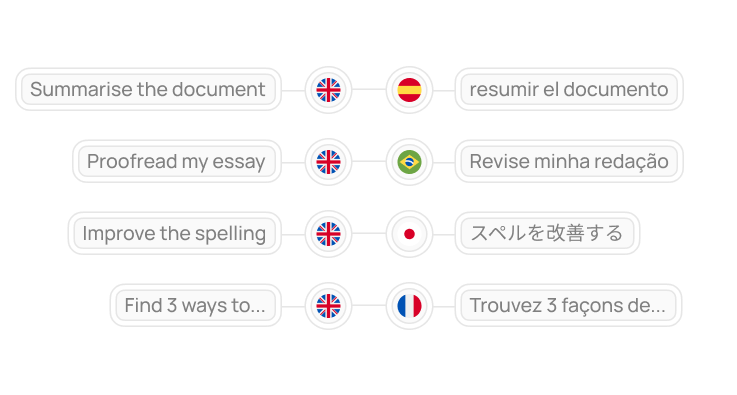 Summarise the document
resumir el documento
Proofread my essay
Revise minha redação
Improve the spelling
スペルを改善する
Find 3 ways to...
Trouvez 3 façons de...